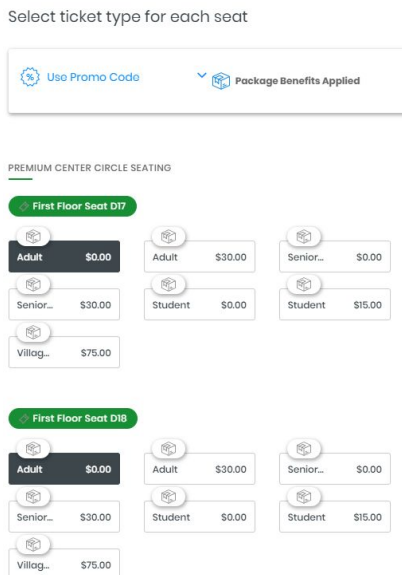 Select ticket type for each seat
Use Promo Code
Package Benefits Applied
PREMIUM CENTER CIRCLE SEATING
First Floor Seat D17
Adult $0.00 Adult $30.00 Senior... $0.00
Senior... $30.00 Student $0.00 Student $15.00
Villag... $75.00
First Floor Seat D18
Adult $0.00 Adult $30.00 Senior... $0.00
Senior... $30.00 Student $0.00 Student $15.00
Villag... $75.00